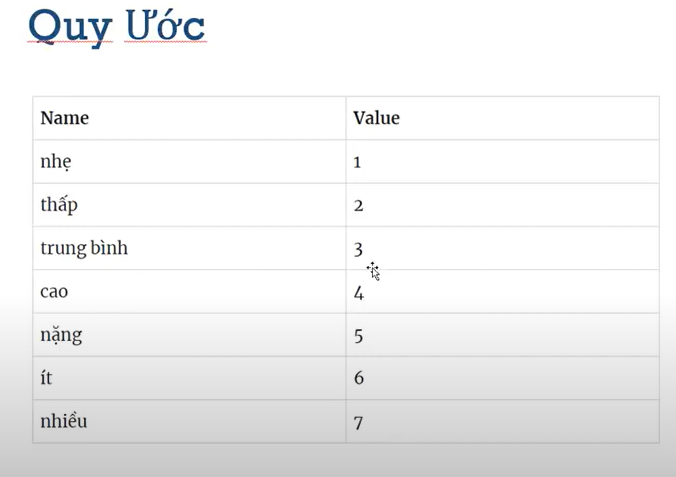 Quy Ước
Name Value
nhẹ 1
thấp 2
trung bình 3
cao 4
nặng 5
ít 6
nhiều 7